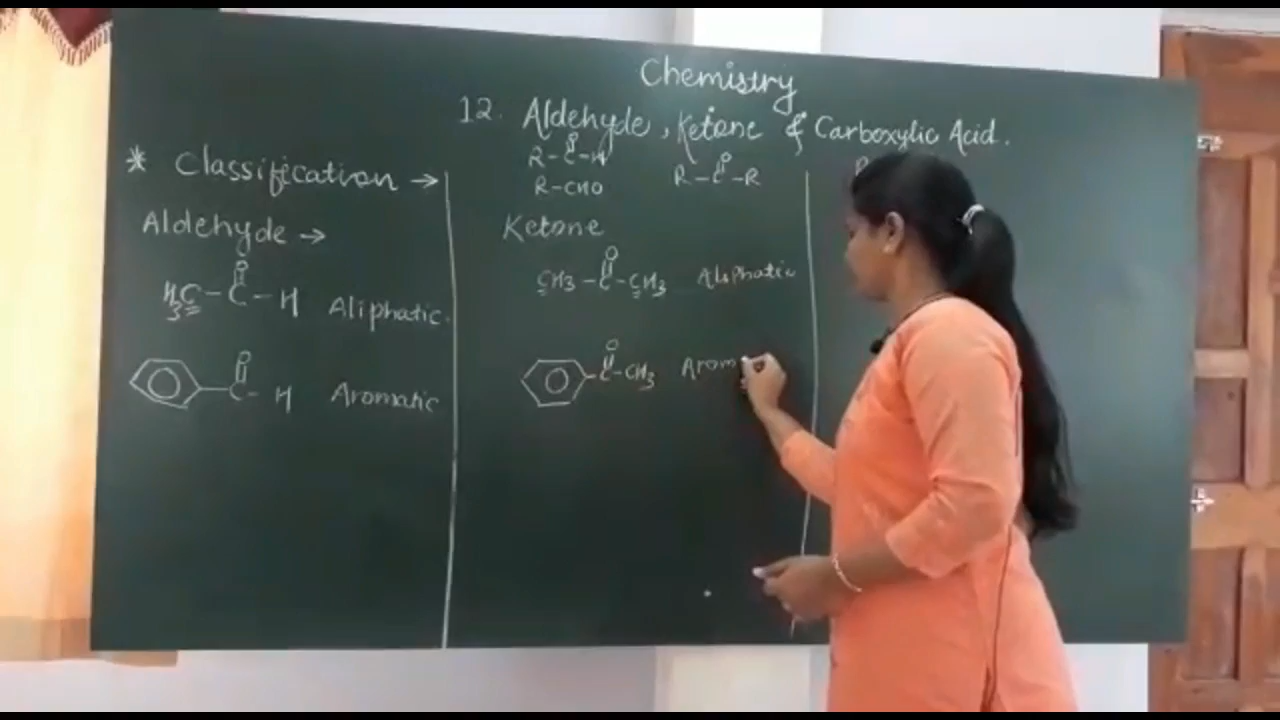 Chemistry
12. Aldehyde, Ketone & Carboxylic Acid.
O
R-C-H
R-CHO
O
R-C-R
R
* Classification →
Aldehyde →
O
H3C-C-H Aliphatic.
O
C-H Aromatic
Ketone
O
CH3-C-CH3 Aliphatic
O
C-CH3 Arom